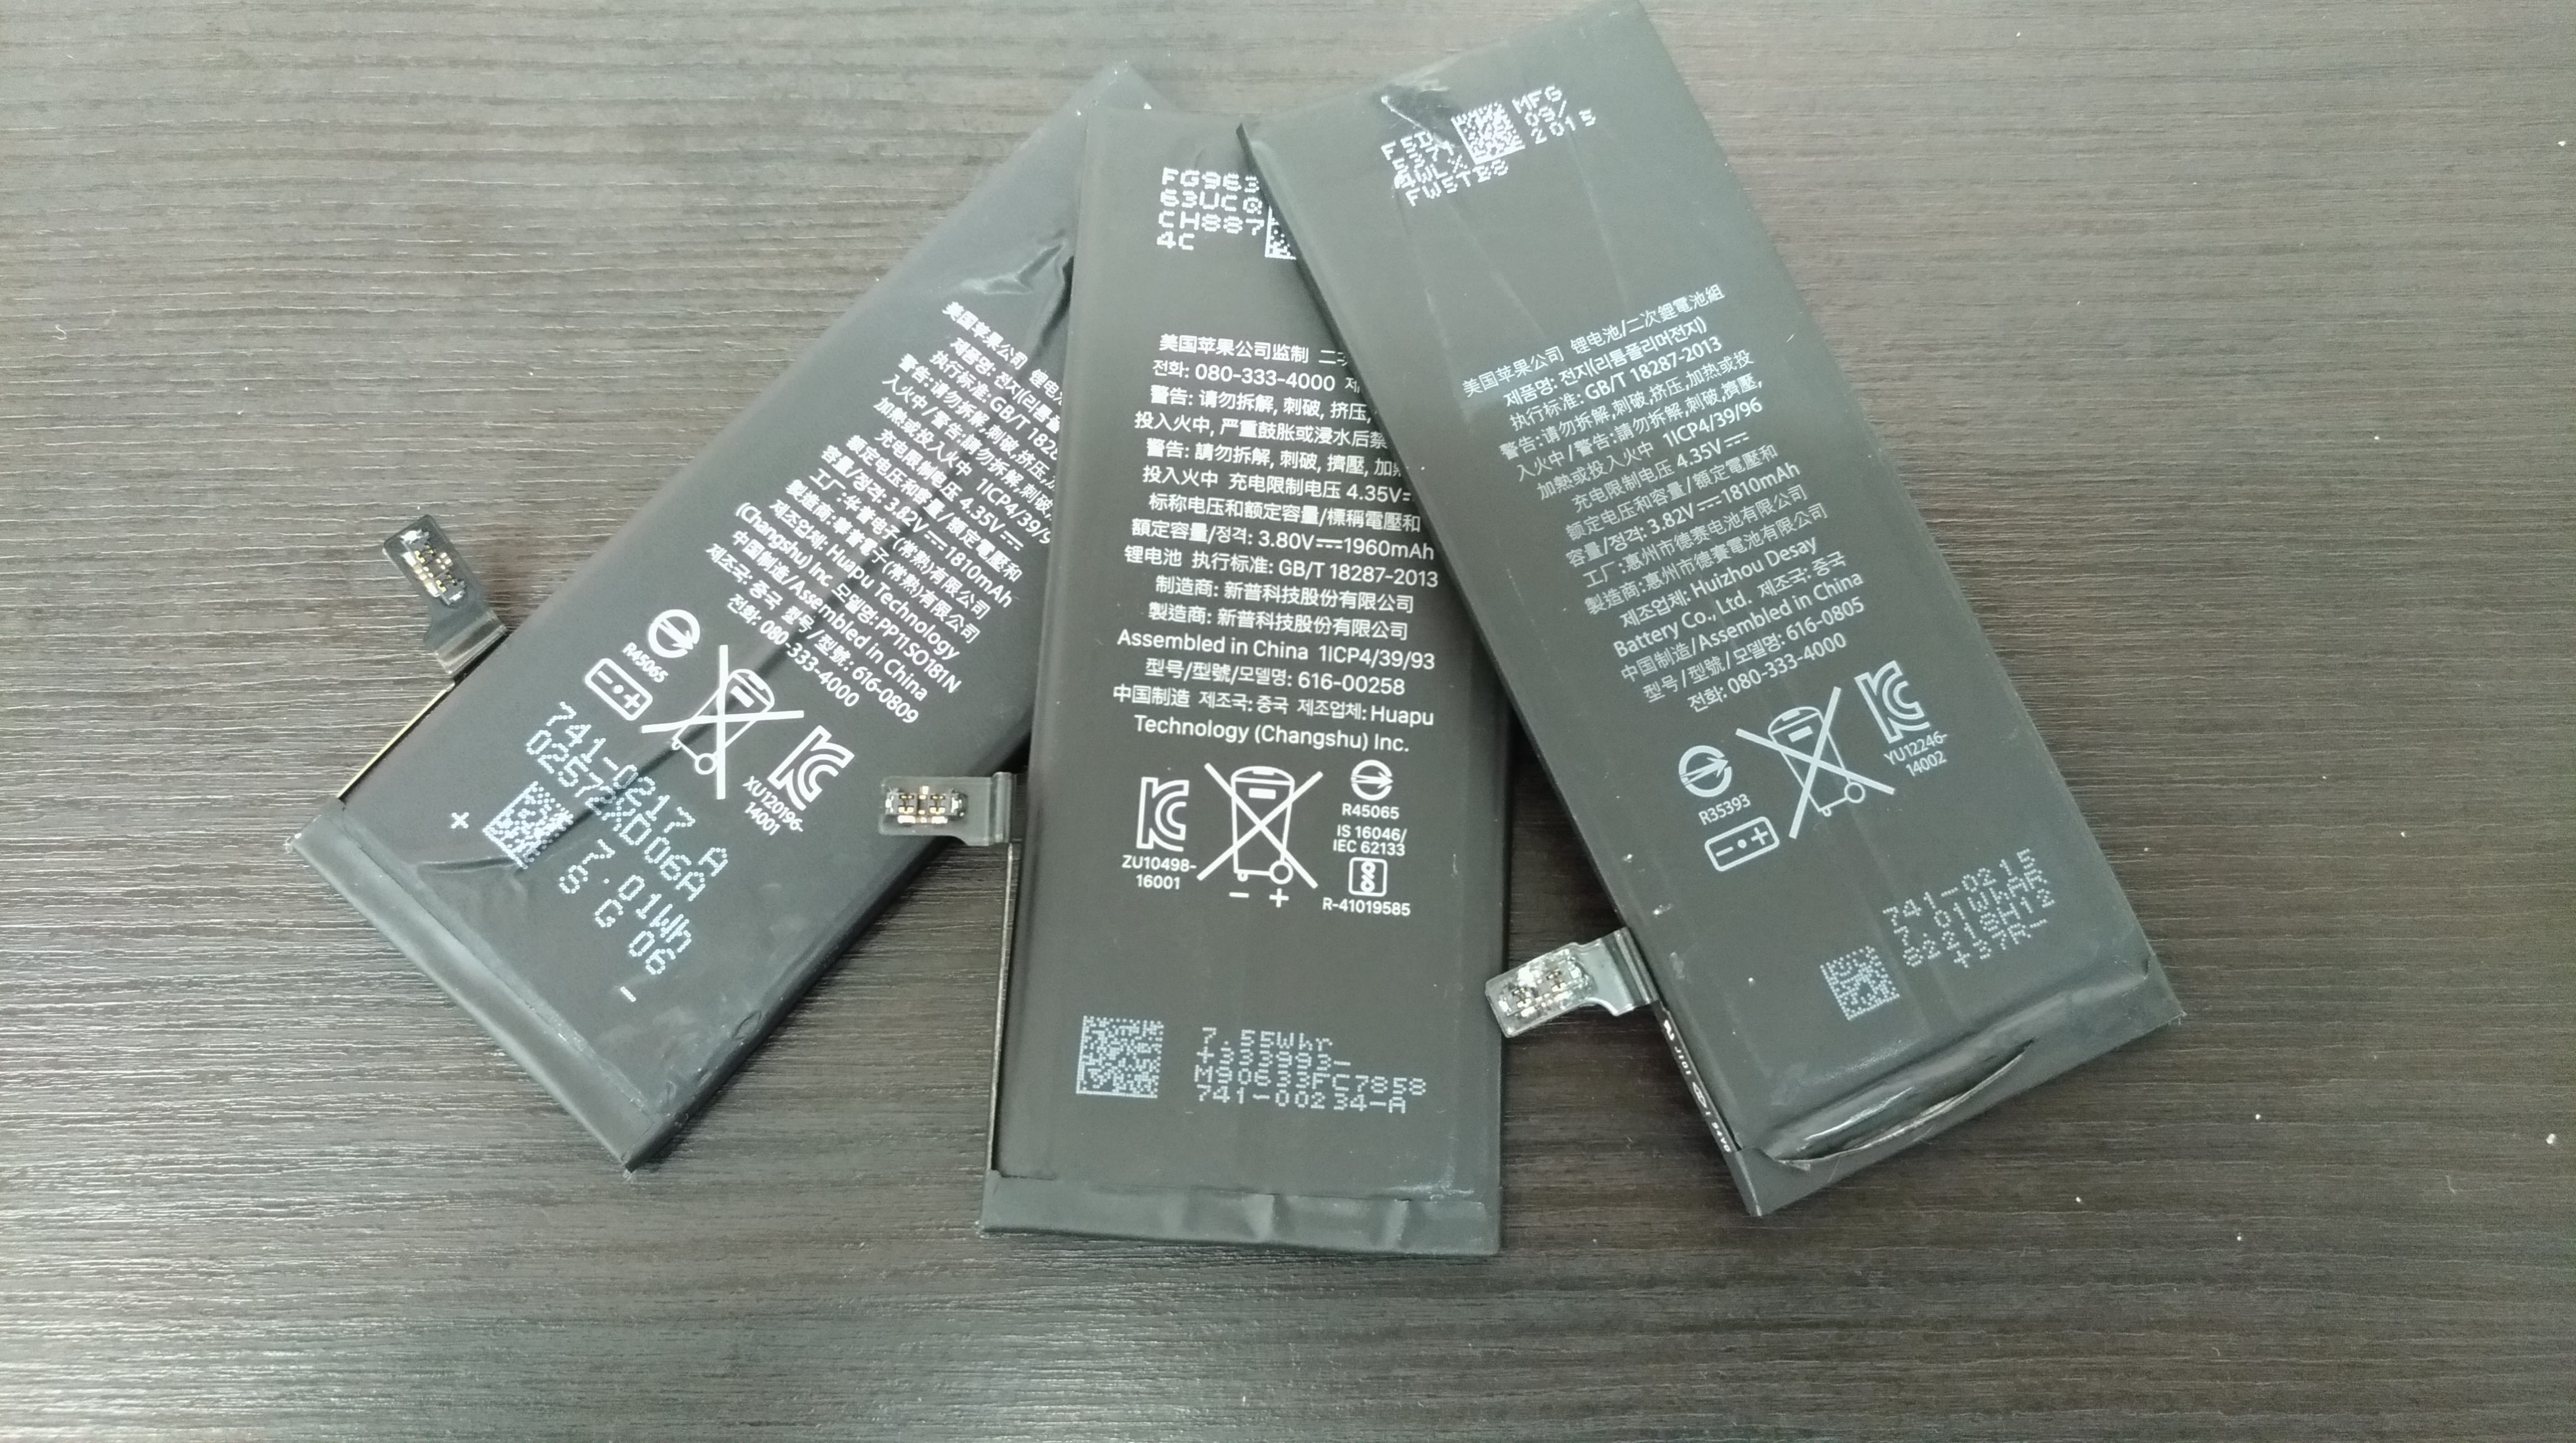 美国苹果公司 锂电
제품명: 전지(리튬폴
执行标准: GB/T 1828
警告:请勿拆解,刺破,挤压,
入火中/警告:請勿拆解,刺破,
加熱或投入火中 1ICP4/39/9
充电限制电压 4.35V
额定电压和容量/額定電壓和
容量/정격: 3.82V 1810mAh
工厂:华普电子(常熟)有限公司
製造商:華普電子(常熟)有限公司
제조업체: Huapu Technology
(Changshu) Inc. 모델명: PP11SO181N
中国制造/Assembled in China
제조국: 중국 型号/型號: 616-0809
전화: 080-333-4000
R45065
XU120196-
14001
741-0217 A
7.01Wh
S G 06
+ -
FG963
63UCQ
CH887
4C
美国苹果公司监制 二
전화: 080-333-4000
警告: 请勿拆解, 刺破, 挤压,
投入火中, 严重鼓胀或浸水后禁
警告: 請勿拆解, 刺破, 擠壓, 加
投入火中 充电限制电压 4.35V
标称电压和额定容量/標稱電壓和
額定容量/정격: 3.80V 1960mAh
锂电池 执行标准: GB/T 18287-2013
制造商: 新普科技股份有限公司
製造商: 新普科技股份有限公司
Assembled in China 1ICP4/39/93
型号/型號/모델명: 616-00258
中国制造 제조국: 중국 제조업체: Huapu
Technology (Changshu) Inc.
ZU10498-
16001
R45065
IS 16046/
IEC 62133
R-41019585
- +
7.55Whr
+333993-
M90633FC7858
741-00234-A
MFG
09/
2015
FW5TBS
美国苹果公司 锂电池/二次鋰電池組
제품명: 전지(리튬폴리머전지)
执行标准: GB/T 18287-2013
警告:请勿拆解,刺破,挤压,加热或投
入火中/警告:請勿拆解,刺破,擠壓,
加熱或投入火中 1ICP4/39/96
充电限制电压 4.35V
额定电压和容量/額定電壓和
容量/정격: 3.82V 1810mAh
工厂:惠州市德赛电池有限公司
製造商:惠州市德賽電池有限公司
제조업체: Huizhou Desay
Battery Co., Ltd. 제조국: 중국
中国制造/Assembled in China
型号/型號/모델명: 616-0805
전화: 080-333-4000
R35393
YU12246-
14002
741-0215
+37R-